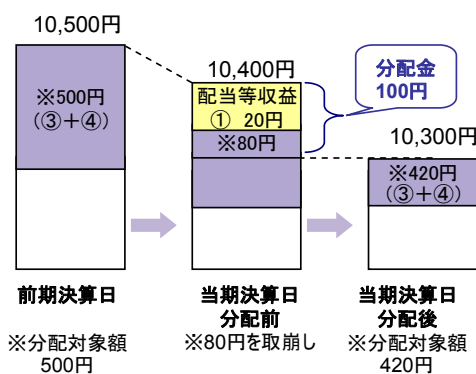 10,500円
※500円
(③+④)
前期決算日
※分配対象額
500円
10,400円
配当等収益
① 20円
※80円
当期決算日
分配前
※80円を取崩し
分配金
100円
10,300円
※420円
(③+④)
当期決算日
分配後
※分配対象額
420円